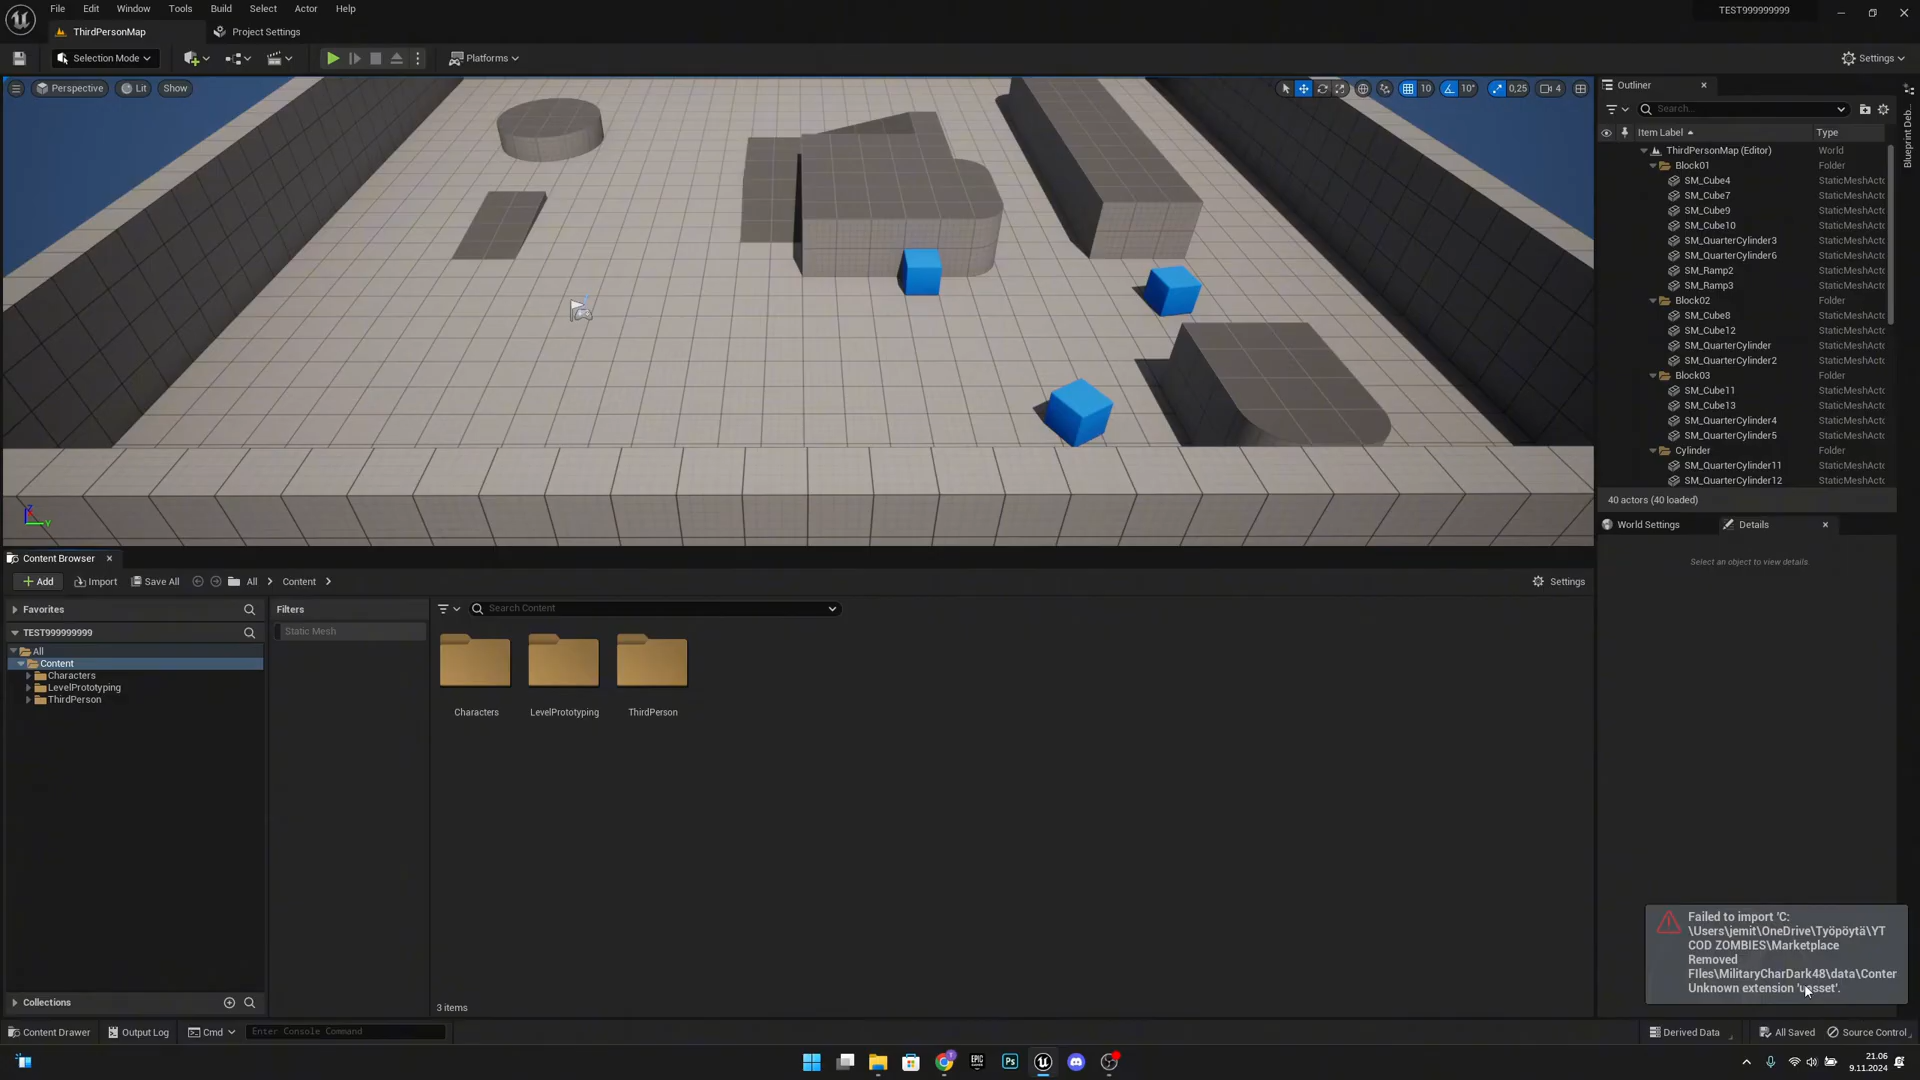 File Edit Window Tools Build Select Actor Help
TEST999999999
ThirdPersonMap
Project Settings
Selection Mode
Platforms
Settings
Perspective
Lit
Show
10
10°
0,25
4
Outliner
Search...
Item Label
Type
ThirdPersonMap (Editor) World
Block01 Folder
SM_Cube4 StaticMeshActo
SM_Cube7 StaticMeshActo
SM_Cube9 StaticMeshActo
SM_Cube10 StaticMeshActo
SM_QuarterCylinder3 StaticMeshActo
SM_QuarterCylinder6 StaticMeshActo
SM_Ramp2 StaticMeshActo
SM_Ramp3 StaticMeshActo
Block02 Folder
SM_Cube8 StaticMeshActo
SM_Cube12 StaticMeshActo
SM_QuarterCylinder StaticMeshActo
SM_QuarterCylinder2 StaticMeshActo
Block03 Folder
SM_Cube11 StaticMeshActo
SM_Cube13 StaticMeshActo
SM_QuarterCylinder4 StaticMeshActo
SM_QuarterCylinder5 StaticMeshActo
Cylinder Folder
SM_QuarterCylinder11 StaticMeshActo
SM_QuarterCylinder12 StaticMeshActo
40 actors (40 loaded)
Blueprint Deb...
World Settings
Details
Select an object to view details.
Z
Y
Content Browser
Add
Import
Save All
All
Content
Settings
Favorites
TEST999999999
All
Content
Characters
LevelPrototyping
ThirdPerson
Collections
Filters
Static Mesh
Search Content
Characters
LevelPrototyping
ThirdPerson
3 items
Failed to import 'C:
\Users\jemit\OneDrive\Työpöytä\YT
COD ZOMBIES\Marketplace
Removed
FIles\MilitaryCharDark48\data\Conter
Unknown extension 'uasset'.
Content Drawer
Output Log
Cmd
Enter Console Command
Derived Data
All Saved
Source Control
EPIC
Ps
21.06
9.11.2024